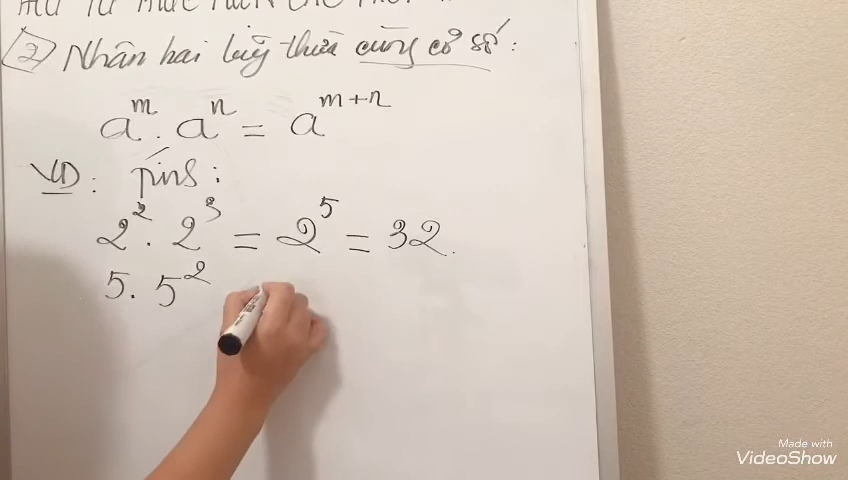 2 Nhân hai luỹ thừa cùng cơ số :
a^m . a^n = a^{m+n}
VD : Tính :
2^2 . 2^3 = 2^5 = 32.
5. 5^2
Made with
VideoShow